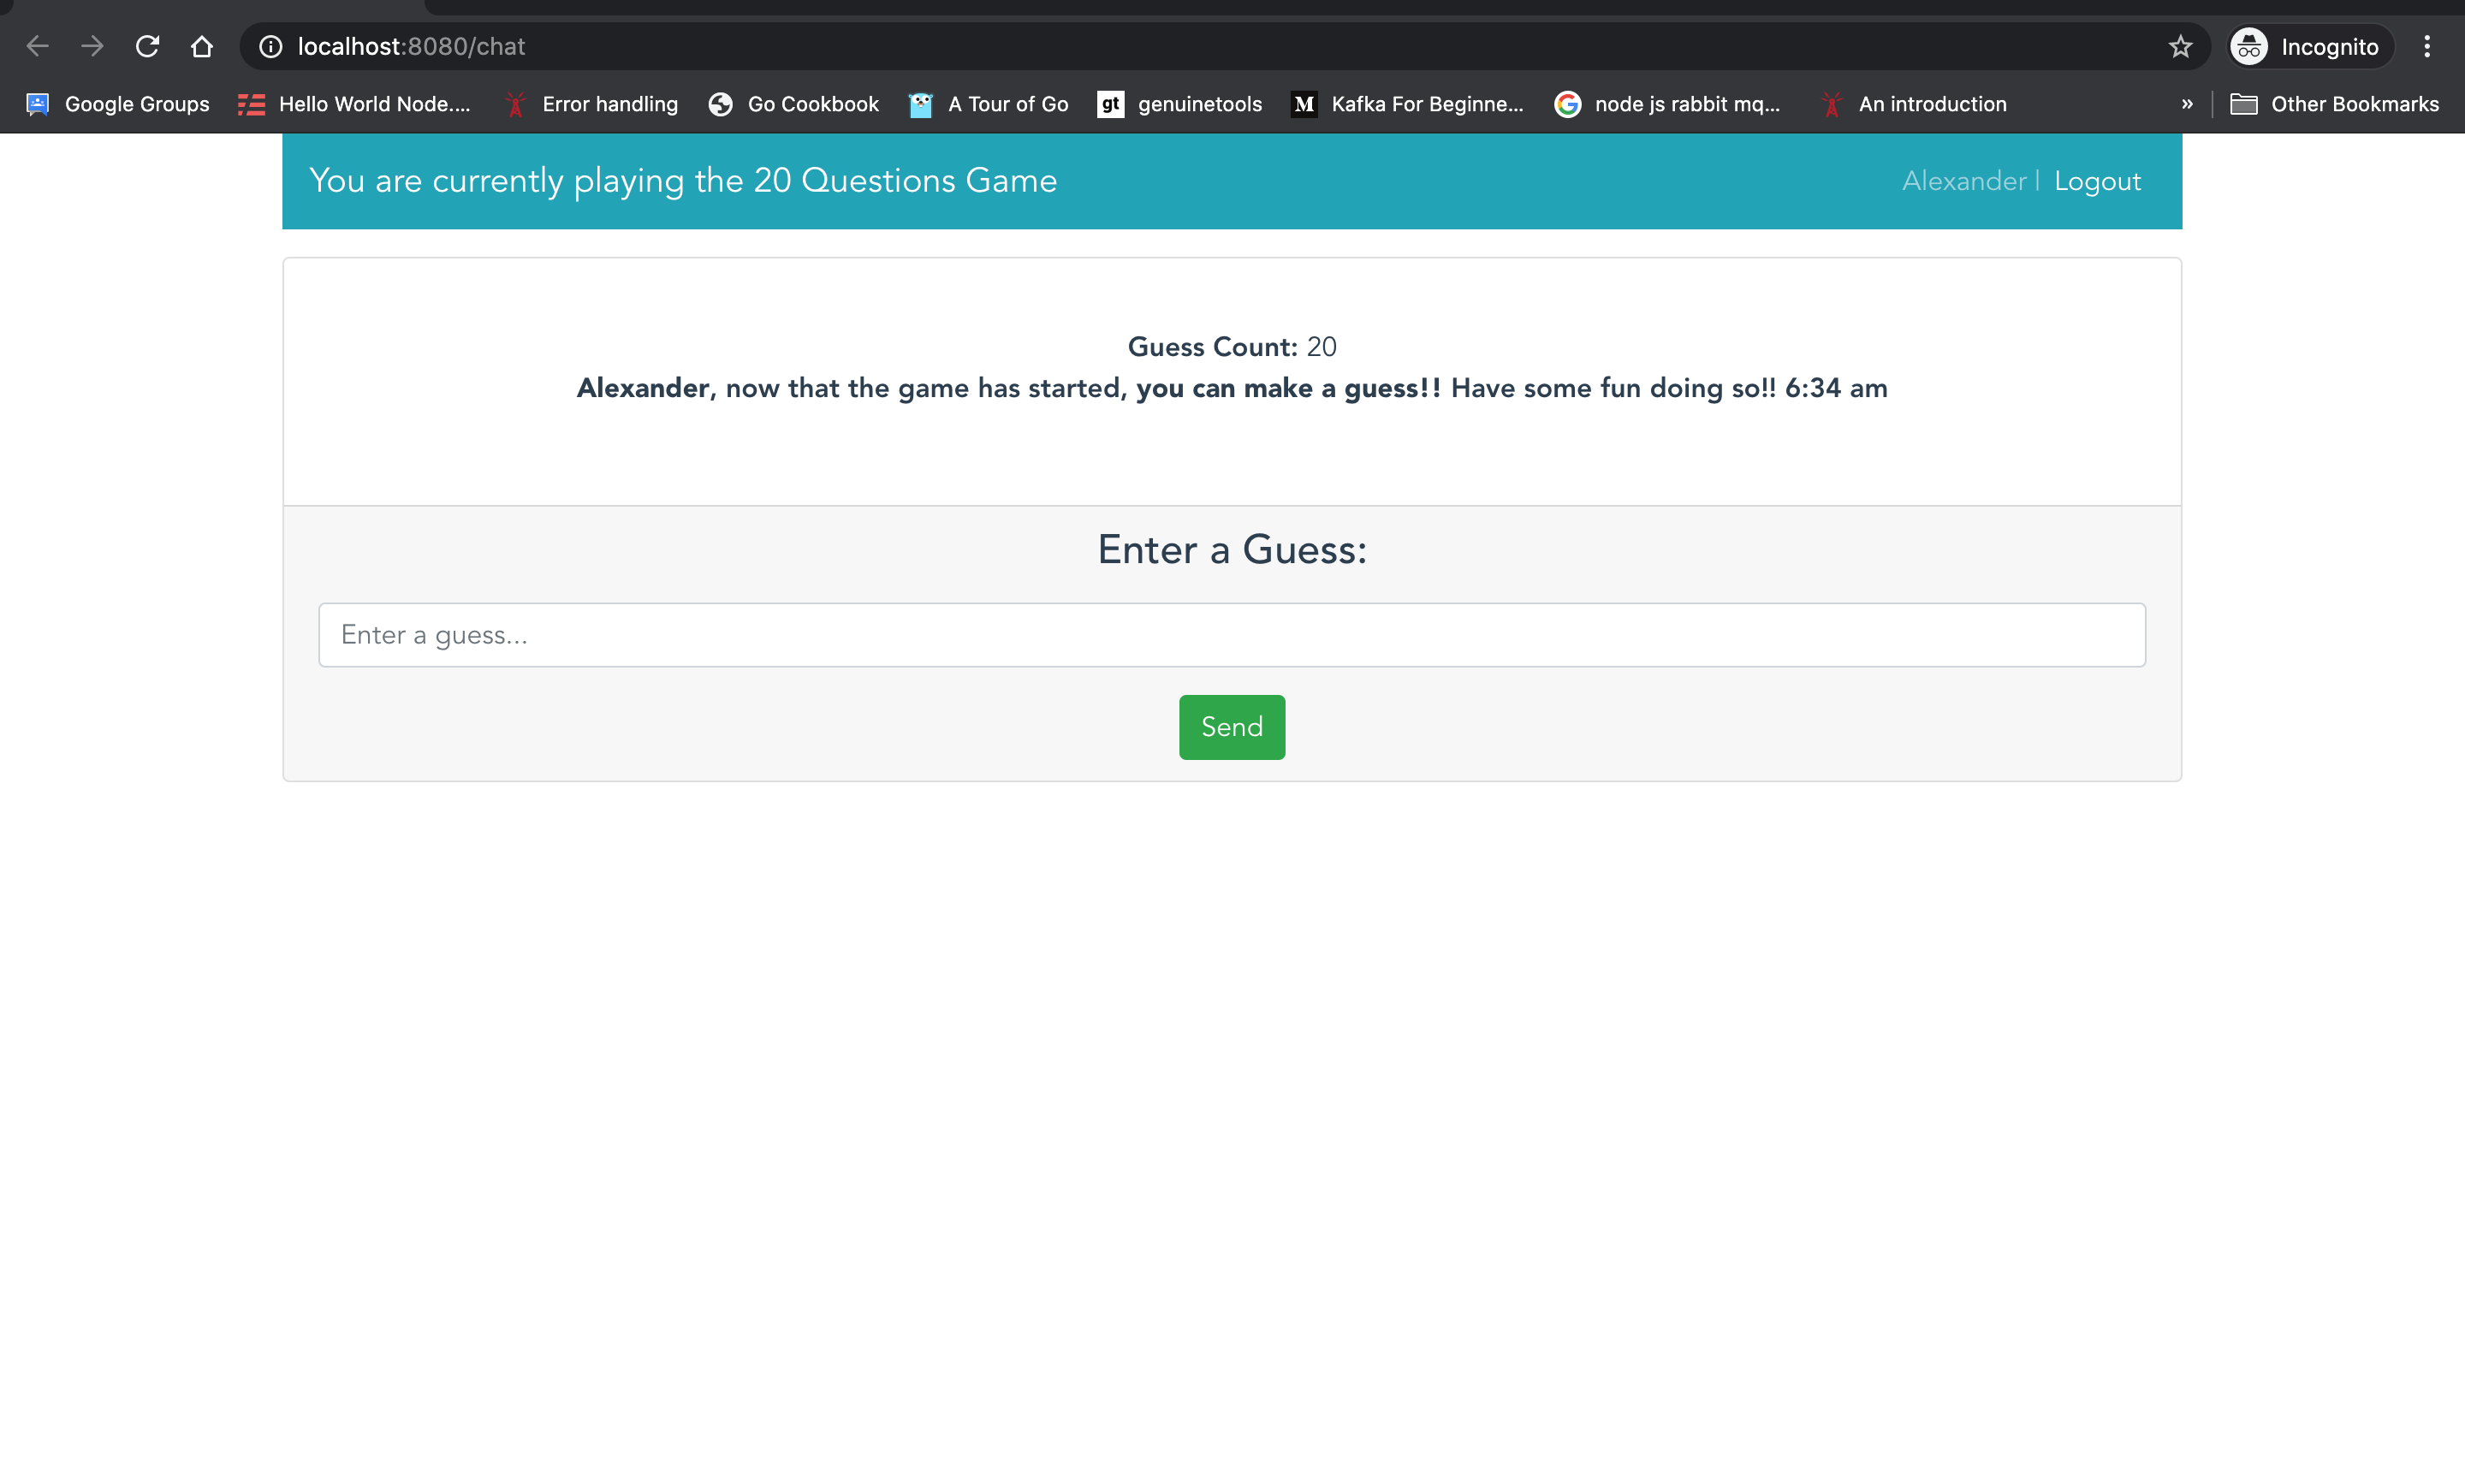 localhost:8080/chat
Incognito
Google Groups
Hello World Node....
Error handling
Go Cookbook
A Tour of Go
gt genuinetools
M Kafka For Beginne...
G node js rabbit mq...
An introduction
»
Other Bookmarks
You are currently playing the 20 Questions Game
Alexander | Logout
Guess Count: 20
Alexander, now that the game has started, you can make a guess!! Have some fun doing so!! 6:34 am
Enter a Guess:
Enter a guess...
Send